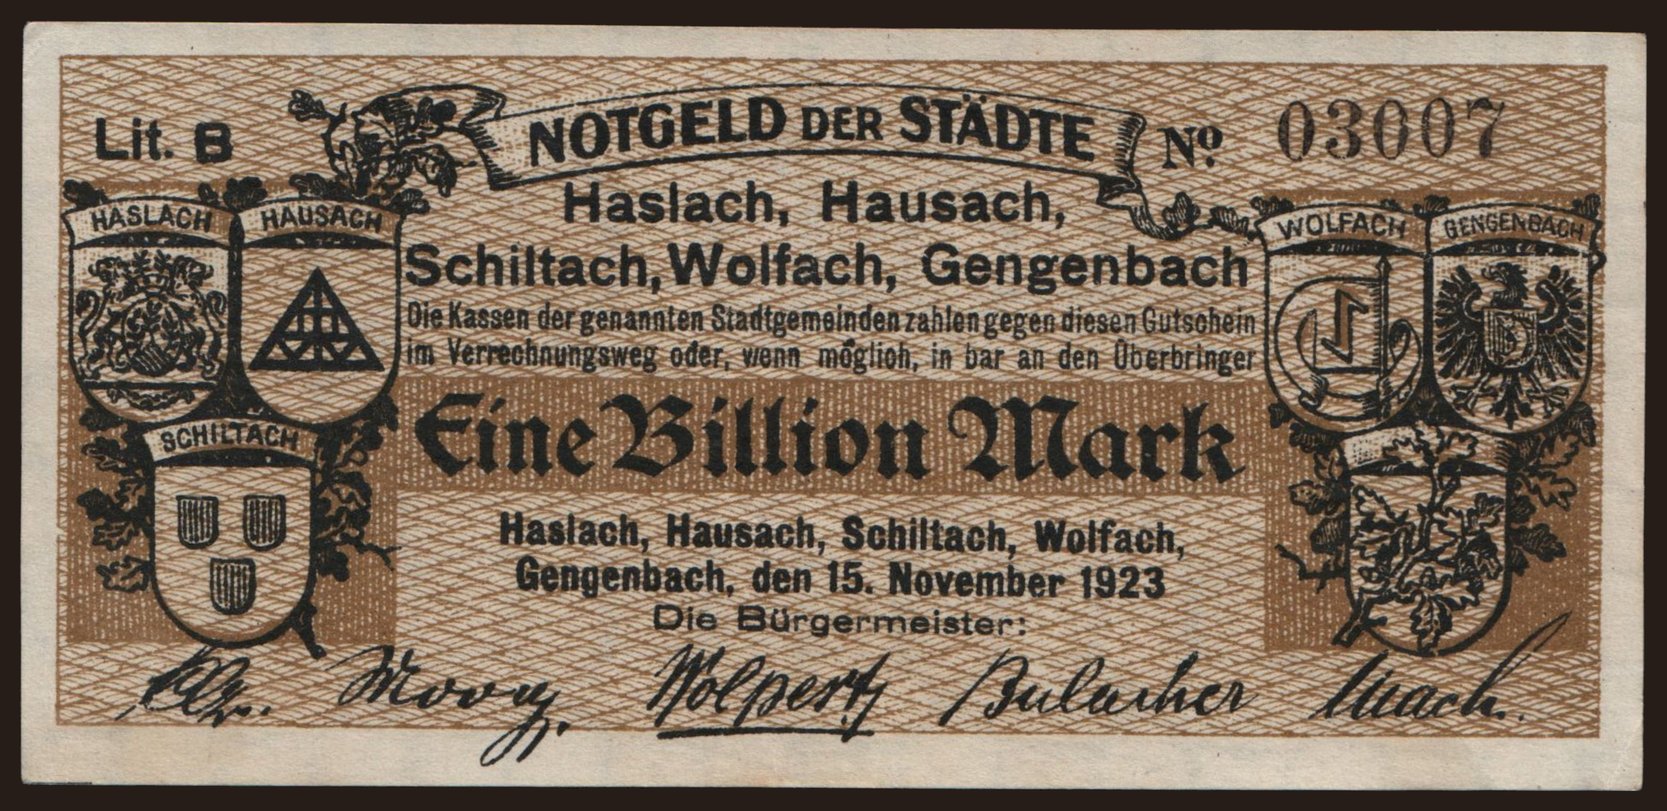 Lit. B
NOTGELD DER STÄDTE
No. 03007
HASLACH
HAUSACH
Haslach, Hausach,
WOLFACH
GENGENBACH
Schiltach, Wolfach, Gengenbach
Die Kassen der genannten Stadtgemeinden zahlen gegen diesen Gutschein
im Verrechnungsweg oder, wenn möglich, in bar an den Überbringer
Eine Billion Mark
SCHILTACH
Haslach, Hausach, Schiltach, Wolfach,
Gengenbach, den 15. November 1923
Die Bürgermeister:
Wolpert Bulacher Mack.